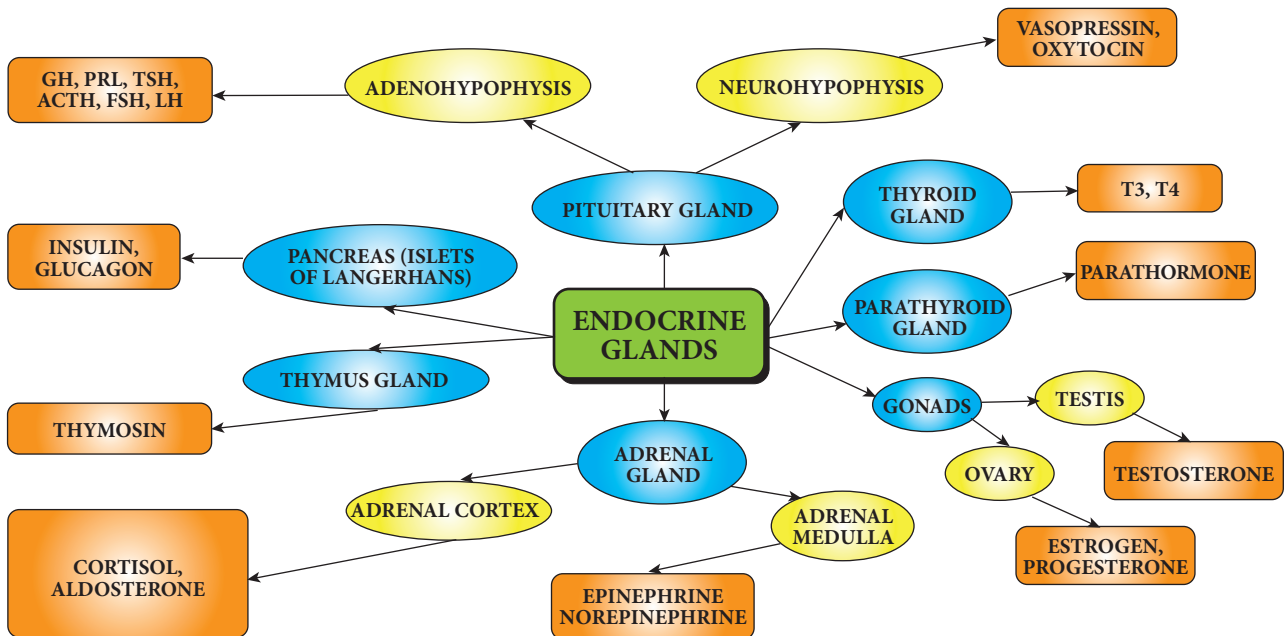 VASOPRESSIN,
OXYTOCIN
GH, PRL, TSH,
ACTH, FSH, LH
ADENOHYPOPHYSIS
NEUROHYPOPHYSIS
PITUITARY GLAND
THYROID
GLAND
T3, T4
INSULIN,
GLUCAGON
PANCREAS (ISLETS
OF LANGERHANS)
PARATHORMONE
PARATHYROID
GLAND
ENDOCRINE
GLANDS
THYMUS GLAND
GONADS
TESTIS
THYMOSIN
ADRENAL
GLAND
OVARY
TESTOSTERONE
ADRENAL CORTEX
ADRENAL
MEDULLA
CORTISOL,
ALDOSTERONE
ESTROGEN,
PROGESTERONE
EPINEPHRINE
NOREPINEPHRINE